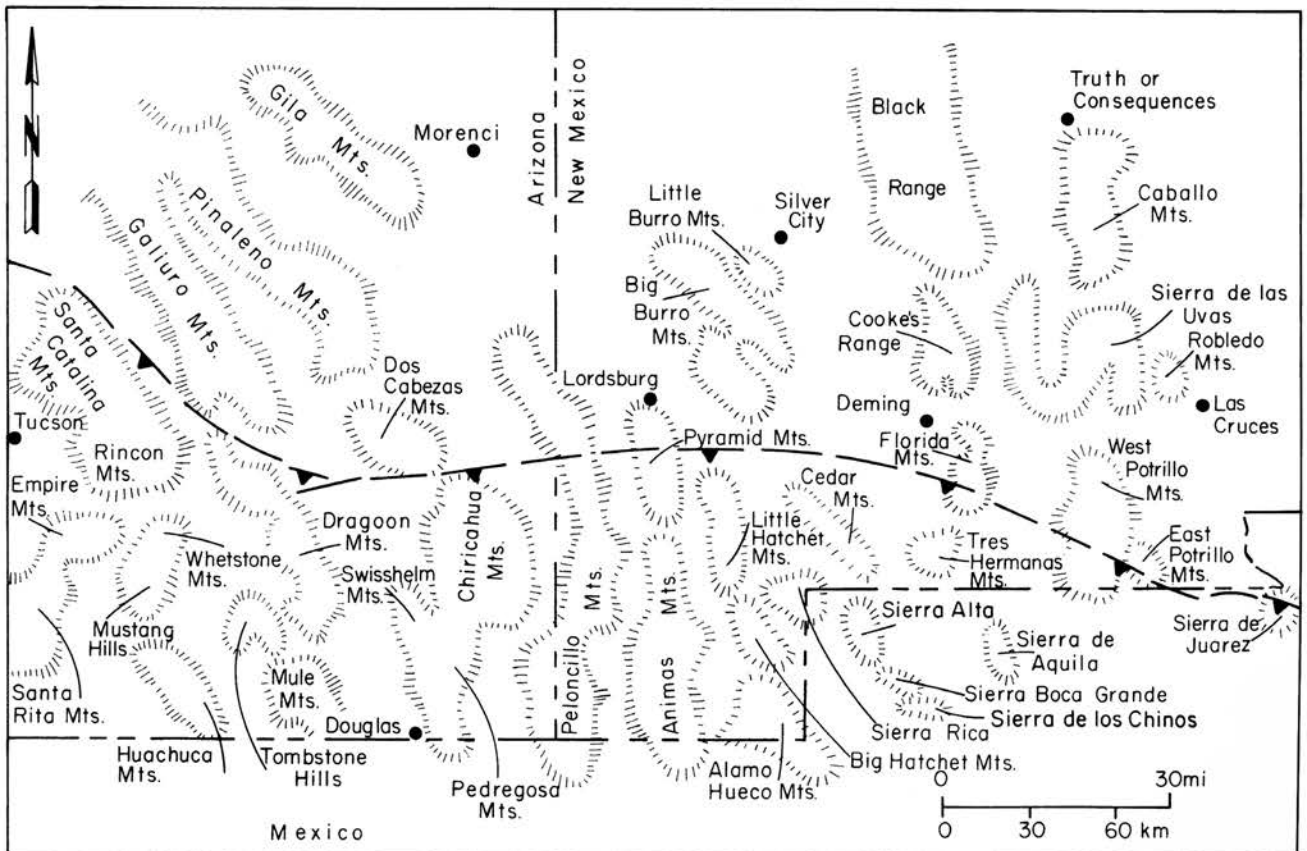 N
Gila
Mts.
Morenci
Arizona
New Mexico
Black
Range
Truth or
Consequences
Caballo
Mts.
Little
Burro Mts.
Silver
City
Pinaleno Mts.
Galiuro Mts.
Big
Burro
Mts.
Cooke's
Range
Sierra de las
Uvas
Robledo
Mts.
Santa
Catalina
Mts.
Dos
Cabezas
Mts.
Lordsburg
Deming
Las
Cruces
Tucson
Rincon
Mts.
Pyramid Mts.
Florida
Mts.
West
Potrillo
Mts.
Empire
Mts.
Cedar
Mts.
Dragoon
Mts.
Chiricahua
Mts.
Little
Hatchet
Mts.
Tres
Hermanas
Mts.
East
Potrillo
Mts.
Whetstone
Mts.
Swisshelm
Mts.
Mustang
Hills
Peloncillo Mts.
Animas Mts.
Sierra Alta
Sierra de
Aquila
Sierra de
Juarez
Santa
Rita Mts.
Mule
Mts.
Sierra Boca Grande
Sierra de los Chinos
Douglas
Sierra Rica
Huachuca
Mts.
Tombstone
Hills
Pedregosa
Mts.
Alamo
Hueco Mts.
Big Hatchet Mts.
Mexico
0 30mi
0 30 60 km